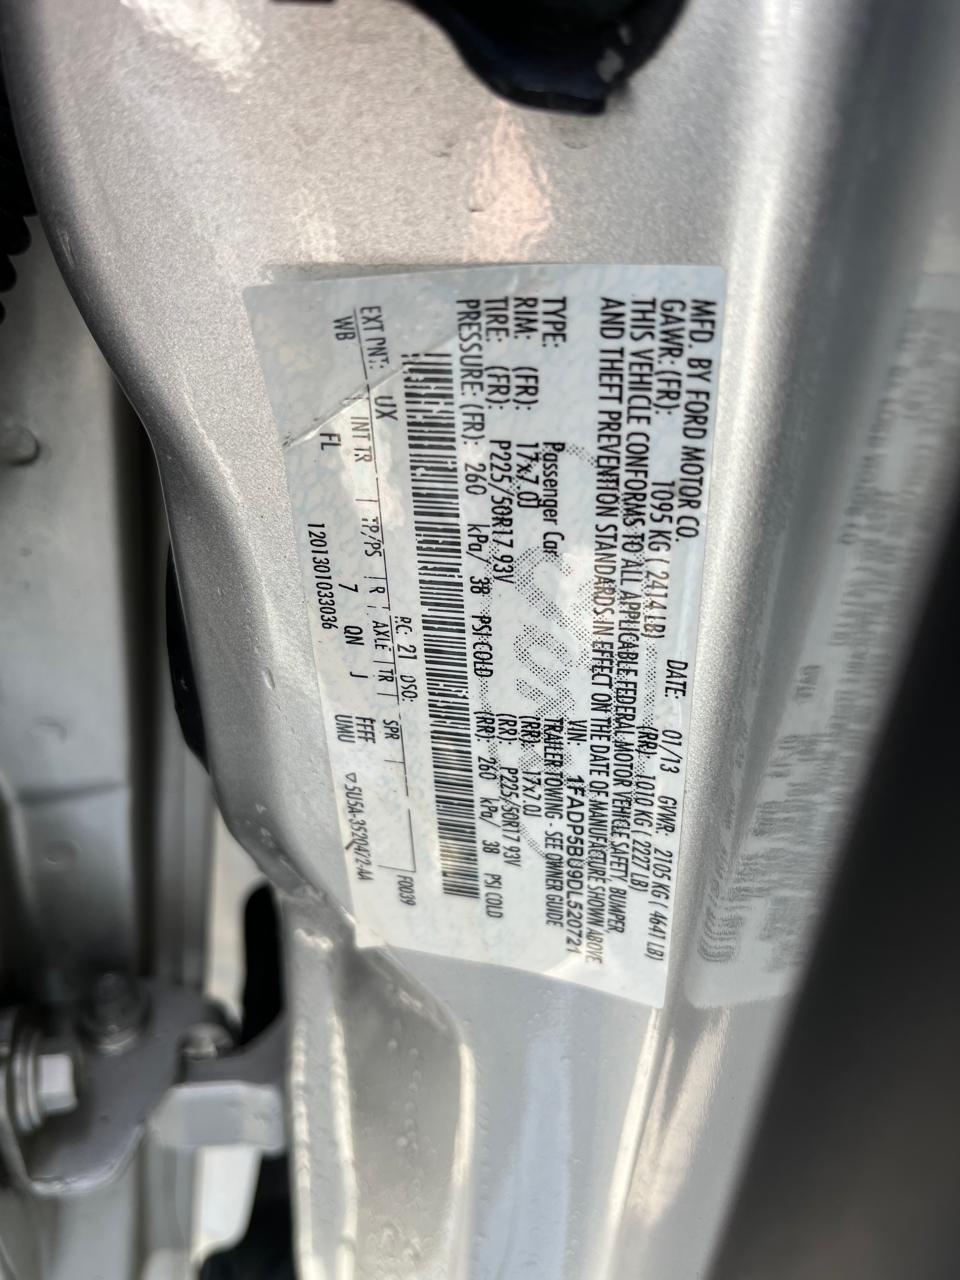 MFD. BY FORD MOTOR CO.
DATE: 01/13 GVWR: 2105 KG ( 4641 LB)
GAWR: (FR): 1095 KG ( 2414 LB) (RR): 1010 KG ( 2227 LB)
THIS VEHICLE CONFORMS TO ALL APPLICABLE FEDERAL MOTOR VEHICLE SAFETY, BUMPER,
AND THEFT PREVENTION STANDARDS IN EFFECT ON THE DATE OF MANUFACTURE SHOWN ABOVE
VIN: 1FADP5BU9DL520721
TYPE: Passenger Car TRAILER TOWING - SEE OWNER GUIDE
RIM: (FR): 17x7.0J (RR): 17x7.0J
TIRE: (FR): P225/50R17 93V (RR): P225/50R17 93V
PRESSURE: (FR): 260 kPa/ 38 PSI COLD (RR): 260 kPa/ 38 PSI COLD
RC: 21 DSO: F0039
EXT PNT: UX INT TR TP/PS R AXLE TR SPR
WB FL 7 QN J FFFF
UMU
1201301033036